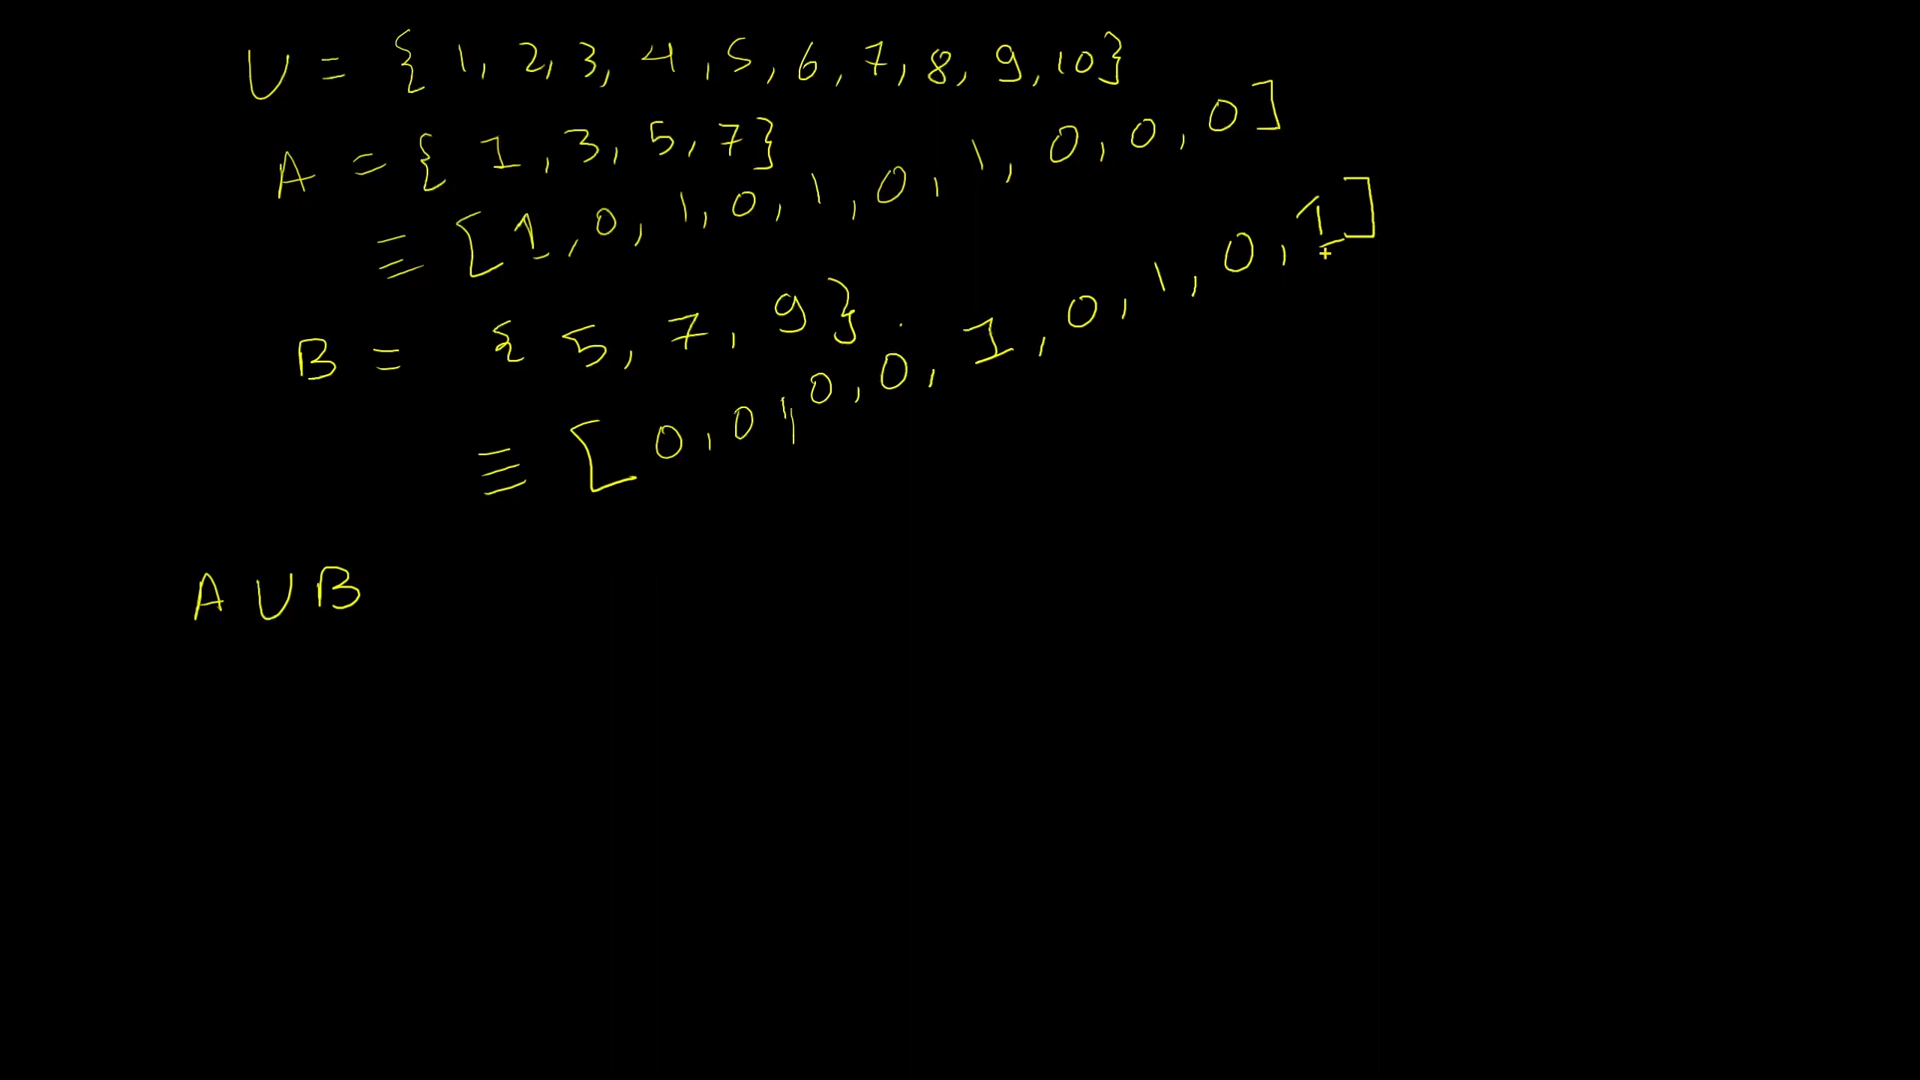 U = { 1, 2, 3, 4, 5, 6, 7, 8, 9, 10}
A = { 1, 3, 5, 7}
≡ [1, 0, 1, 0, 1, 0, 1, 0, 0, 0]
B = { 5, 7, 9}
≡ [0, 0, 0, 0, 1, 0, 1, 0, 1]
A ∪ B